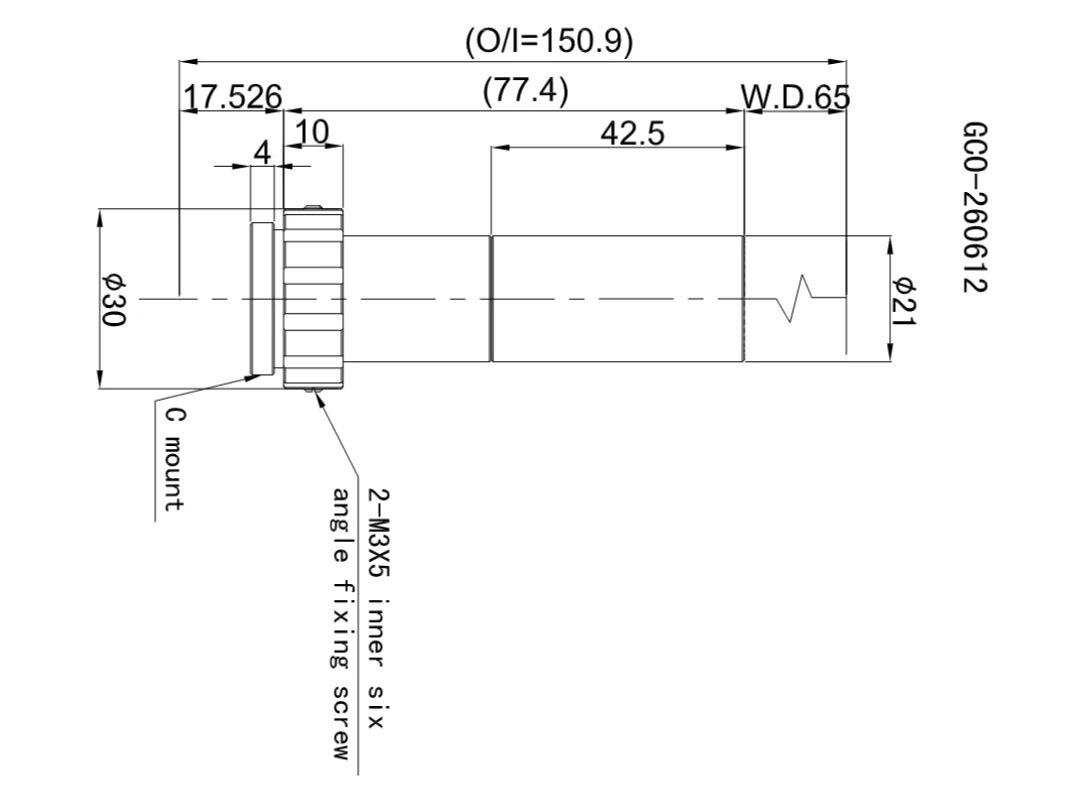 (O/I=150.9)
17.526
(77.4)
W.D.65
10
42.5
4
GCO-260612
ϕ30
ϕ21
C mount
2-M3X5 inner six
angle fixing screw